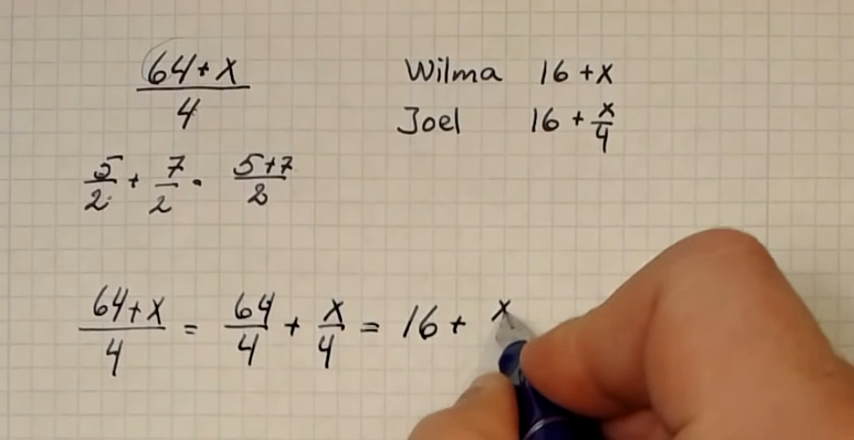 (64+x)/4
Wilma 16+x
Joel 16+x/4
5/2 + 7/2 · (5+7)/2
(64+x)/4 = 64/4 + x/4 = 16 + x